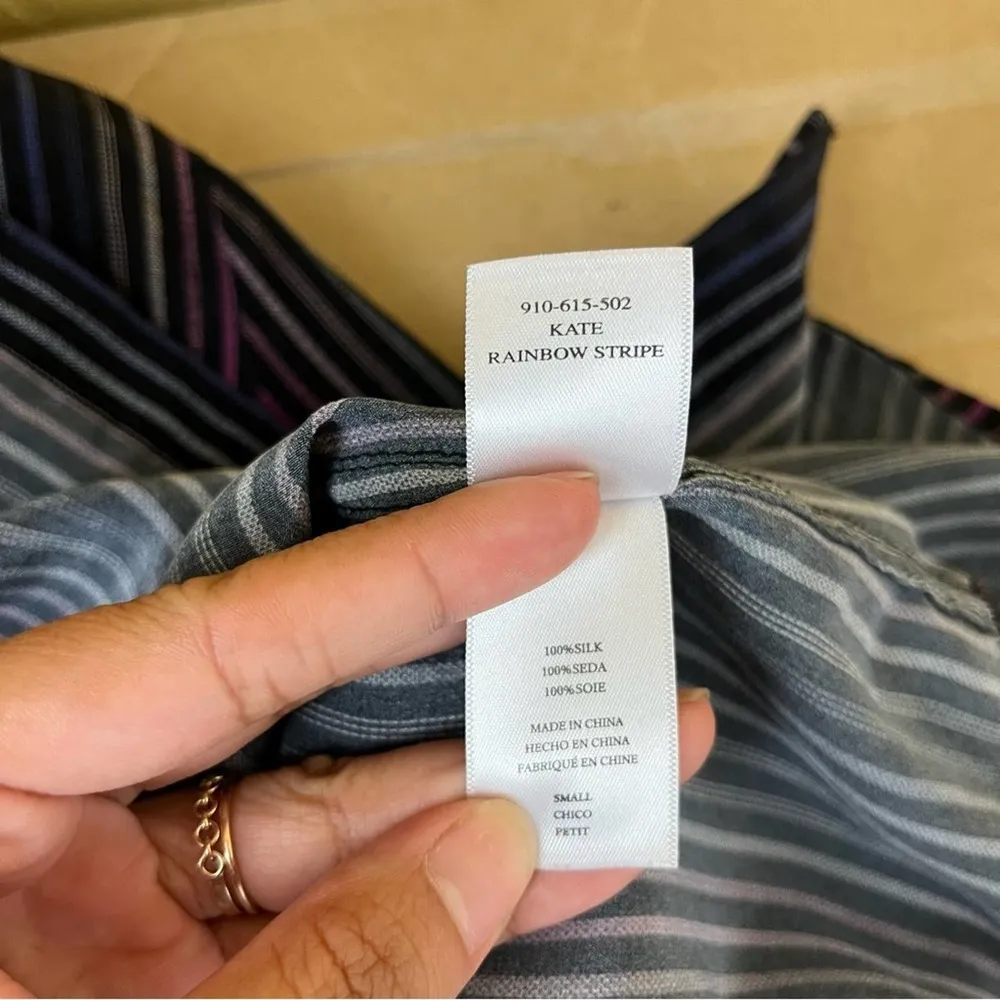 910-615-502
KATE
RAINBOW STRIPE
100%SILK
100%SEDA
100%SOIE
MADE IN CHINA
HECHO EN CHINA
FABRIQUÉ EN CHINE
SMALL
CHICO
PETIT